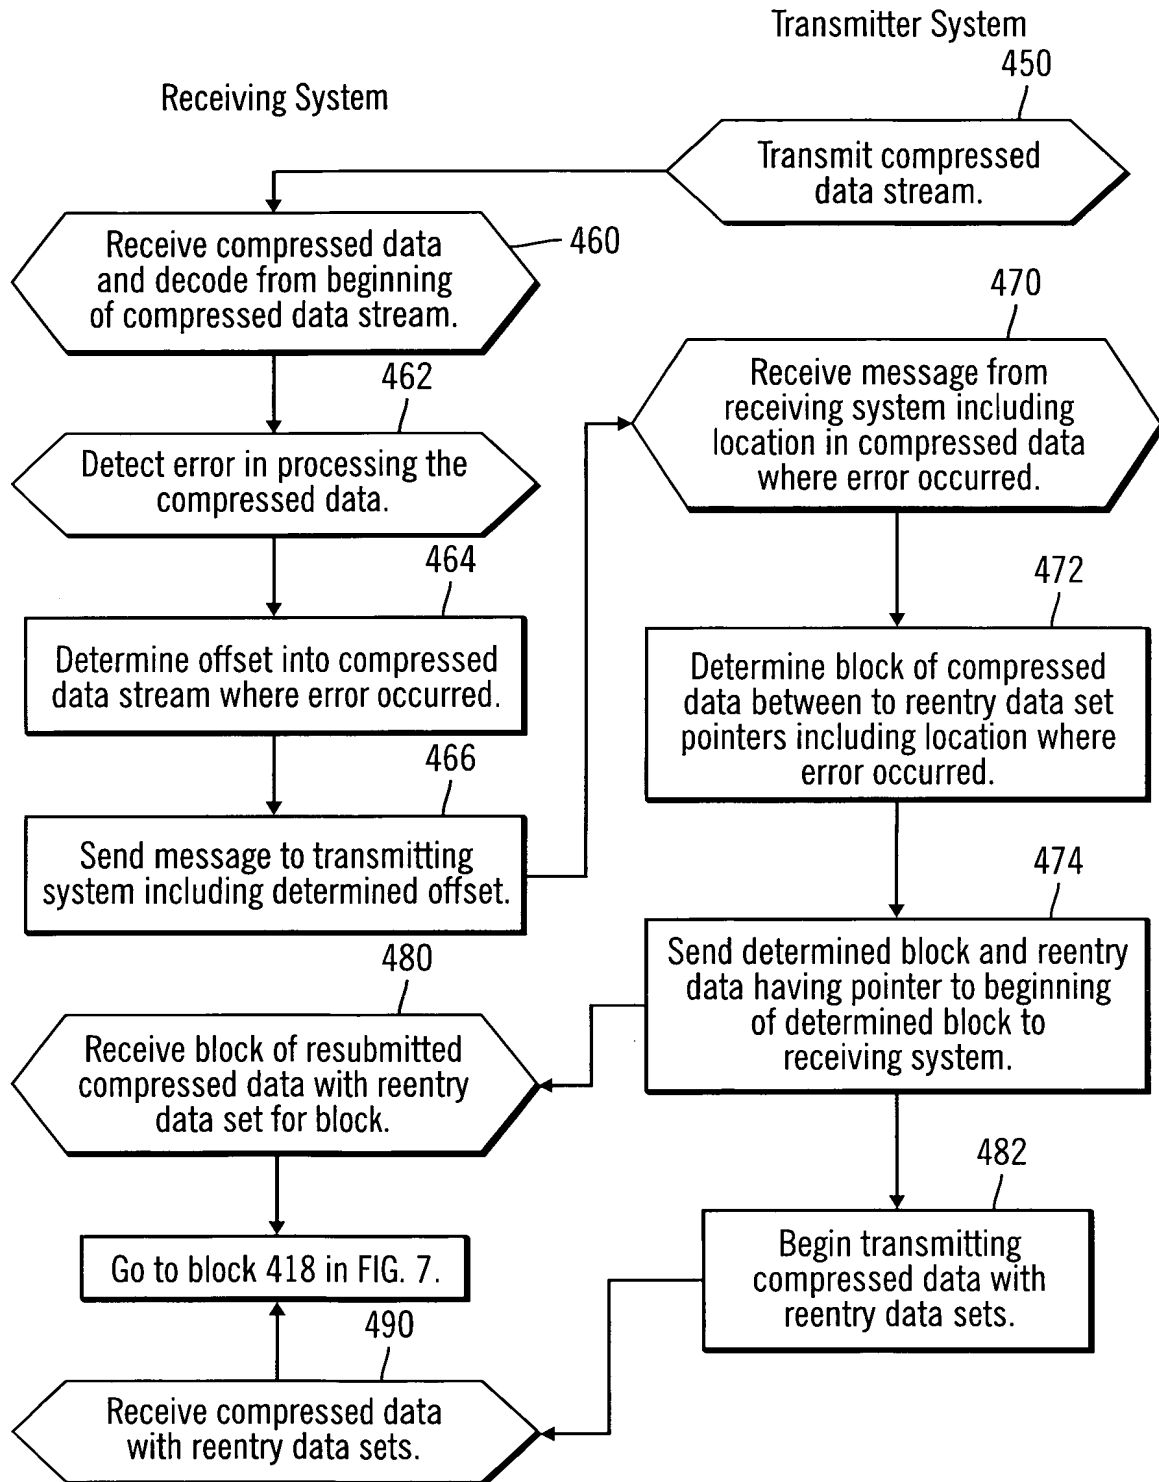 Transmitter System
450
Receiving System
Transmit compressed
data stream.
Receive compressed data
and decode from beginning
of compressed data stream.
460
470
Receive message from
receiving system including
location in compressed data
where error occurred.
462
Detect error in processing the
compressed data.
464
Determine offset into compressed
data stream where error occurred.
472
Determine block of compressed
data between to reentry data set
pointers including location where
error occurred.
466
Send message to transmitting
system including determined offset.
474
Send determined block and reentry
data having pointer to beginning
of determined block to
receiving system.
480
Receive block of resubmitted
compressed data with reentry
data set for block.
482
Begin transmitting
compressed data with
reentry data sets.
Go to block 418 in FIG. 7.
490
Receive compressed data
with reentry data sets.